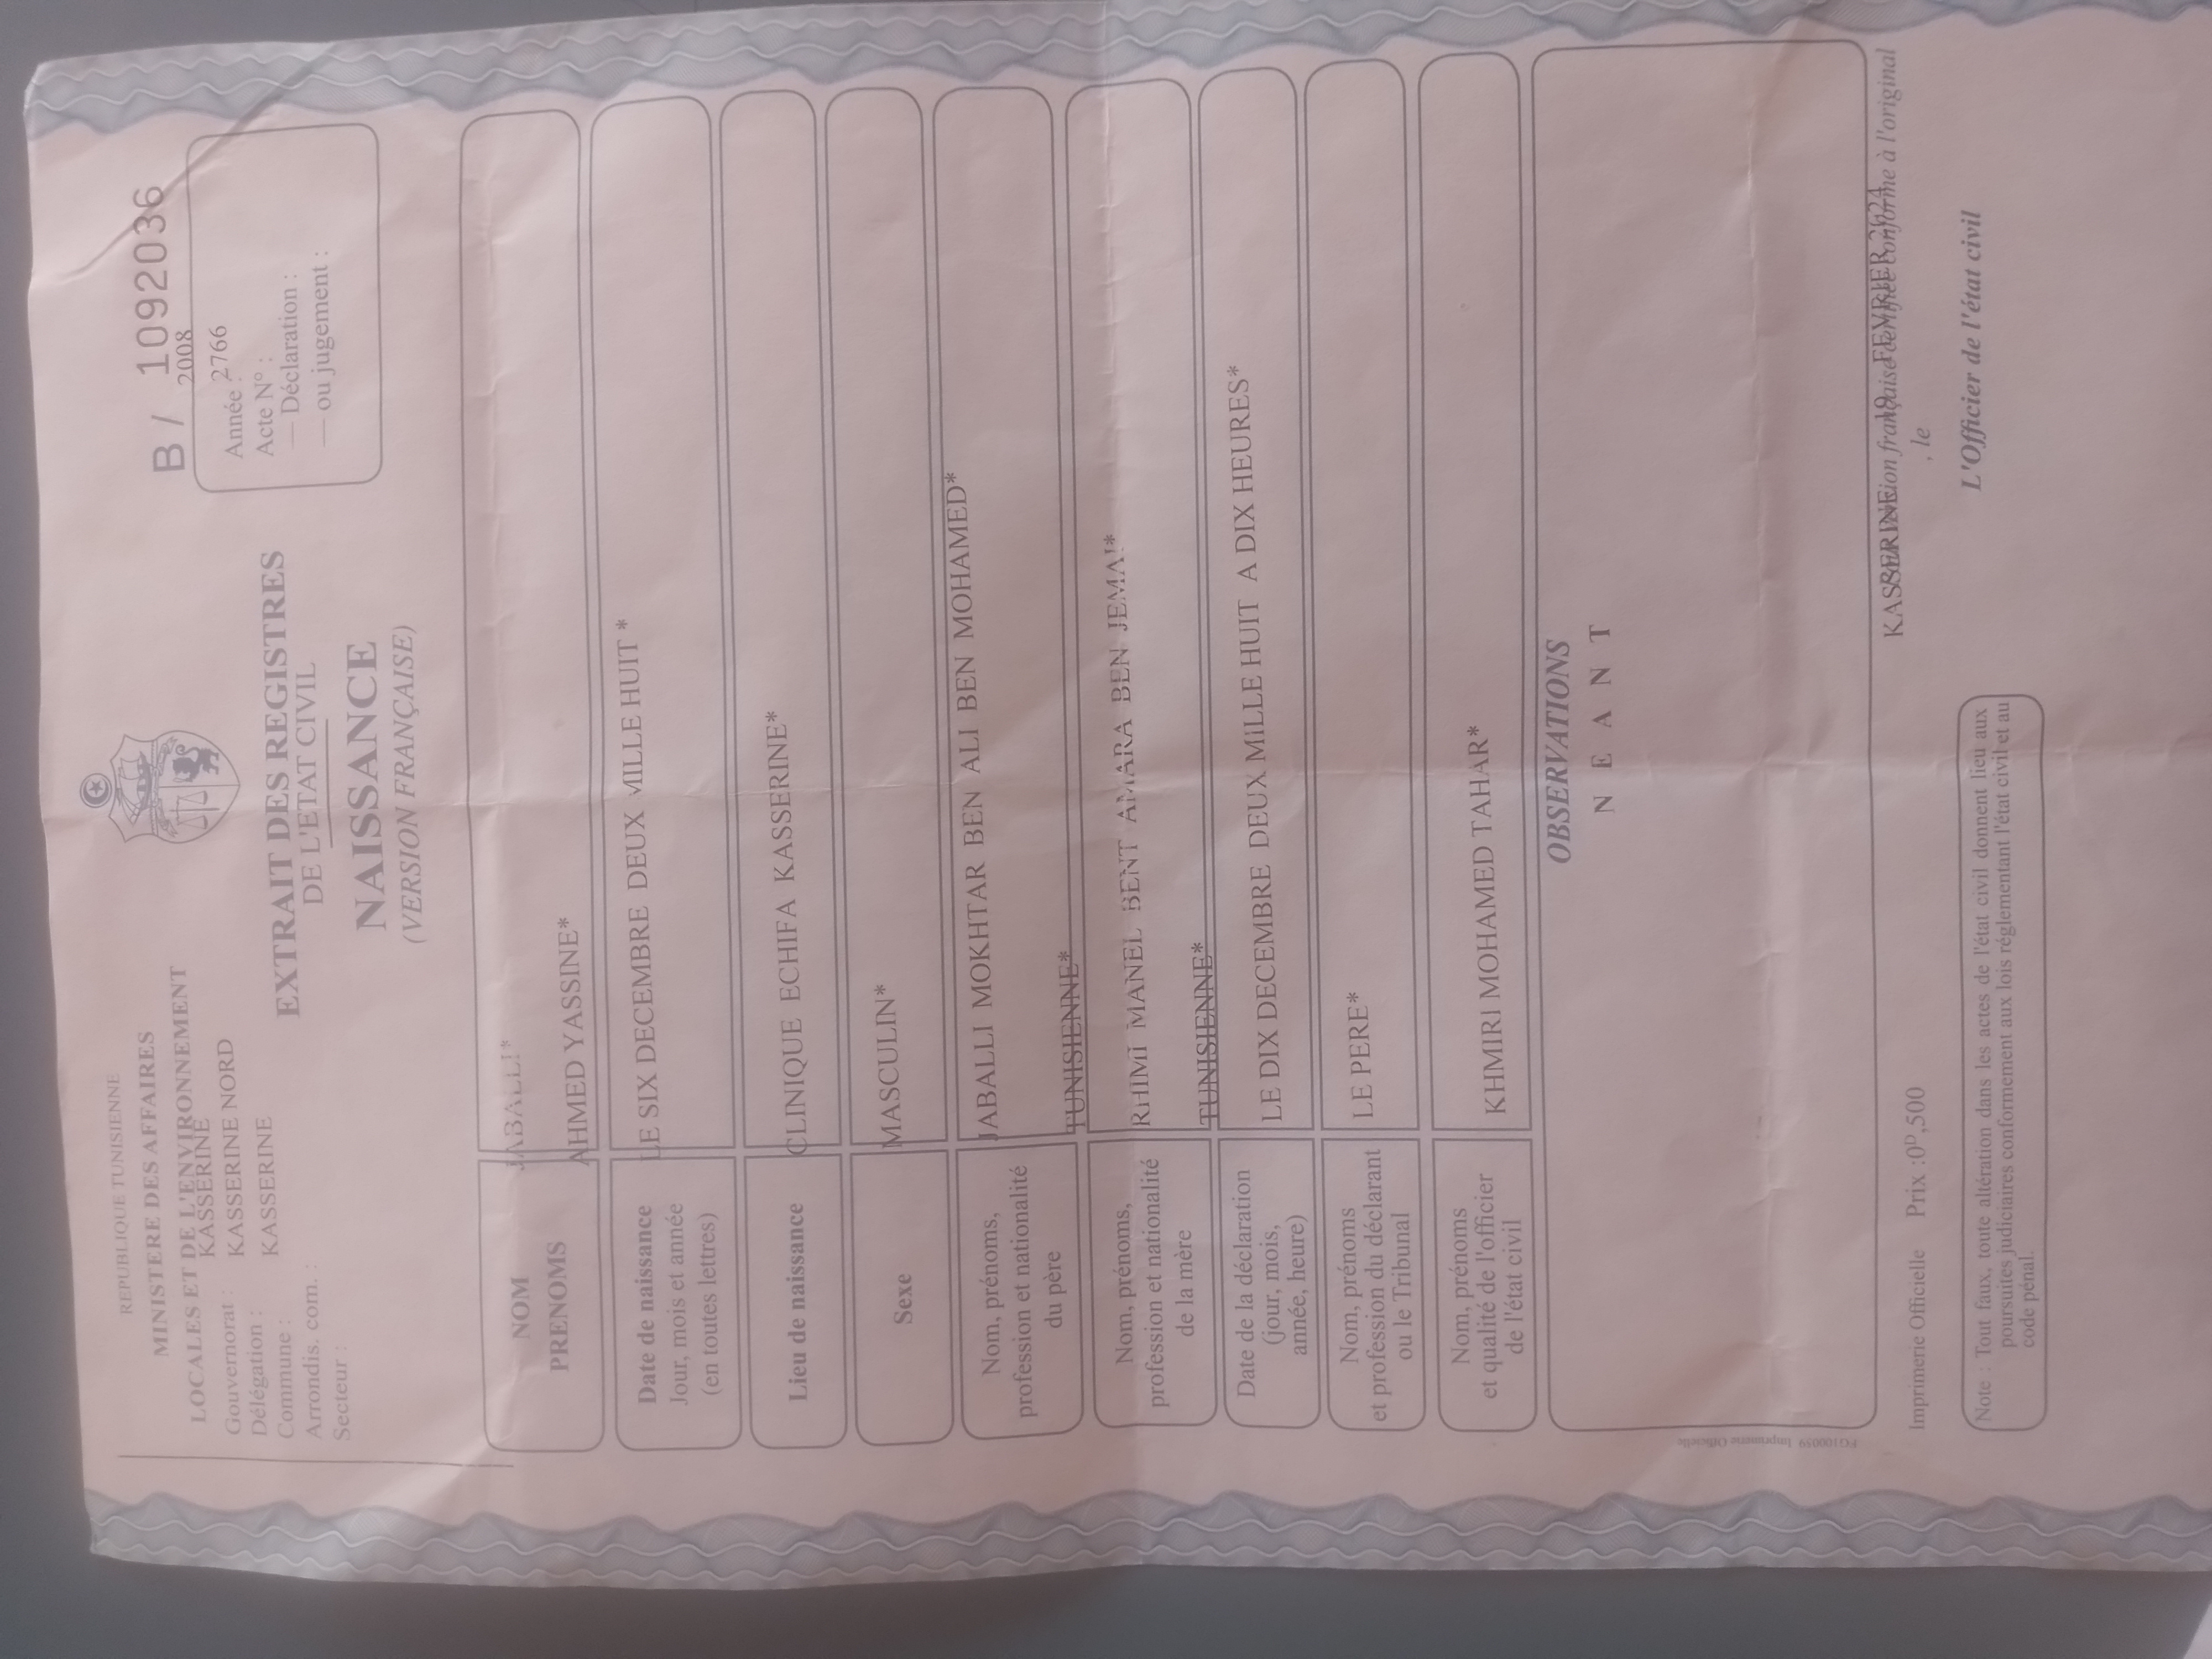 REPUBLIQUE TUNISIENNE
MINISTERE DES AFFAIRES
LOCALES ET DE L'ENVIRONNEMENT
Gouvernorat : KASSERINE
Délégation : KASSERINE NORD
Commune : KASSERINE
Arrondis. com. :
Secteur :
EXTRAIT DES REGISTRES
DE L'ETAT CIVIL
NAISSANCE
(VERSION FRANÇAISE)
B / 1092036
2008
Année : 2766
Acte N° :
— Déclaration :
— ou jugement :
NOM JABALLI*
PRENOMS AHMED YASSINE*
Date de naissance
Jour, mois et année
(en toutes lettres)
LE SIX DECEMBRE DEUX MILLE HUIT *
Lieu de naissance CLINIQUE ECHIFA KASSERINE*
Sexe MASCULIN*
Nom, prénoms,
profession et nationalité
du père
JABALLI MOKHTAR BEN ALI BEN MOHAMED*
TUNISIENNE*
Nom, prénoms,
profession et nationalité
de la mère
RHIMI MANEL BENT AMARA BEN JEMAI*
TUNISIENNE*
Date de la déclaration
(jour, mois,
année, heure)
LE DIX DECEMBRE DEUX MILLE HUIT A DIX HEURES*
Nom, prénoms
et profession du déclarant
ou le Tribunal
LE PERE*
Nom, prénoms
et qualité de l'officier
de l'état civil
KHMIRI MOHAMED TAHAR*
OBSERVATIONS
N E A N T
FG100059 Imprimerie Officielle
Imprimerie Officielle Prix :0ᴰ,500
KASSERINE 19 FEVRIER 2024
version française certifiée conforme à l'original
, le
L'Officier de l'état civil
Note : Tout faux, toute altération dans les actes de l'état civil donnent lieu aux
poursuites judiciaires conformement aux lois réglementant l'état civil et au
code pénal.